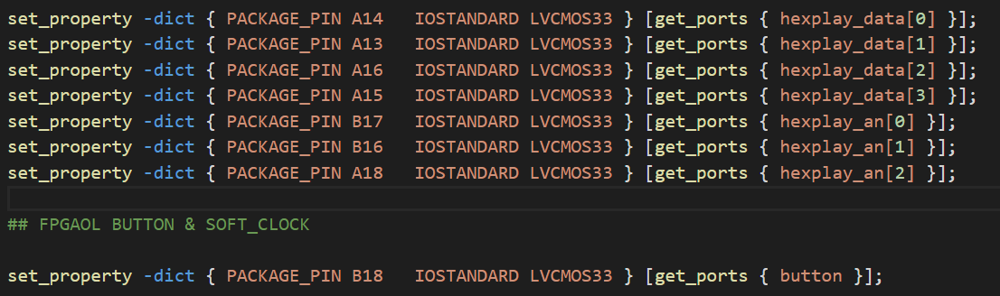 set_property -dict { PACKAGE_PIN A14   IOSTANDARD LVCMOS33 } [get_ports { hexplay_data[0] }];
set_property -dict { PACKAGE_PIN A13   IOSTANDARD LVCMOS33 } [get_ports { hexplay_data[1] }];
set_property -dict { PACKAGE_PIN A16   IOSTANDARD LVCMOS33 } [get_ports { hexplay_data[2] }];
set_property -dict { PACKAGE_PIN A15   IOSTANDARD LVCMOS33 } [get_ports { hexplay_data[3] }];
set_property -dict { PACKAGE_PIN B17   IOSTANDARD LVCMOS33 } [get_ports { hexplay_an[0] }];
set_property -dict { PACKAGE_PIN B16   IOSTANDARD LVCMOS33 } [get_ports { hexplay_an[1] }];
set_property -dict { PACKAGE_PIN A18   IOSTANDARD LVCMOS33 } [get_ports { hexplay_an[2] }];
## FPGAOL BUTTON & SOFT_CLOCK
set_property -dict { PACKAGE_PIN B18   IOSTANDARD LVCMOS33 } [get_ports { button }];